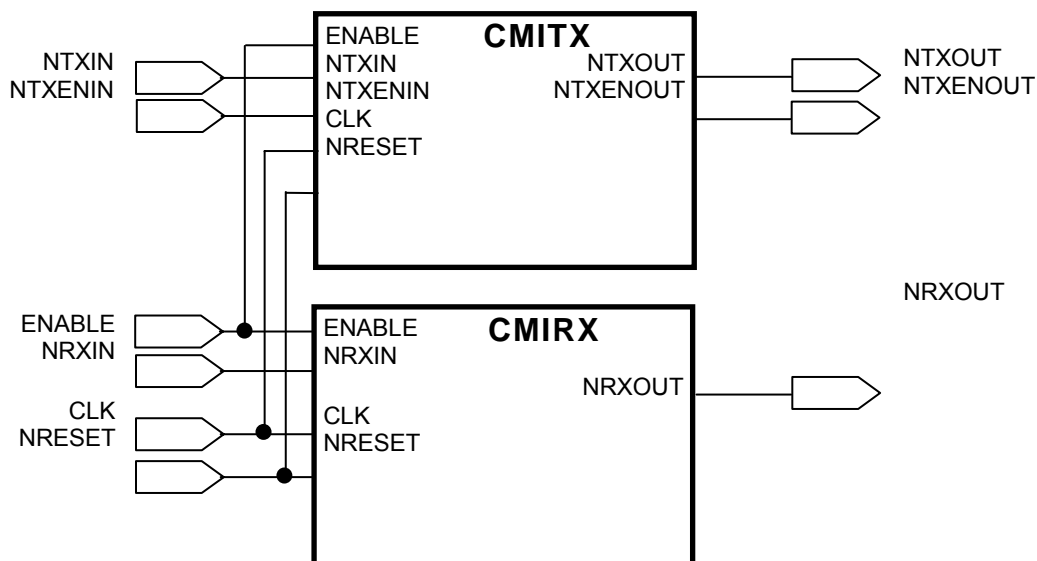 CMITX
ENABLE
NTXIN
NTXENIN
CLK
NRESET
NTXOUT
NTXENOUT
NTXIN
NTXENIN
NTXOUT
NTXENOUT
NRXOUT
ENABLE
NRXIN
CLK
NRESET
CMIRX
ENABLE
NRXIN
CLK
NRESET
NRXOUT